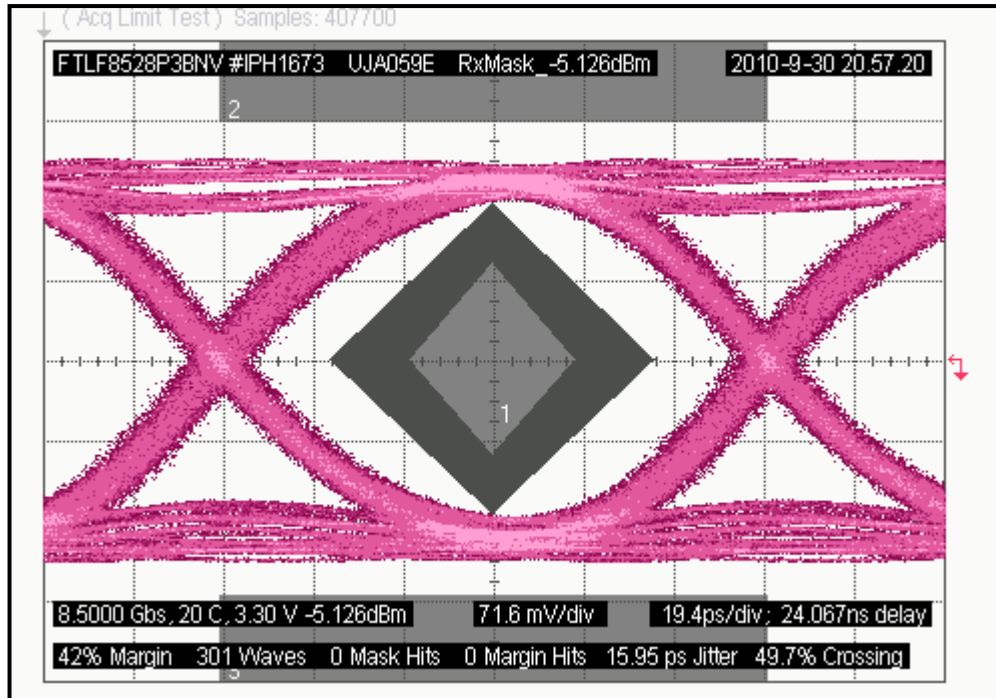 ( Acq Limit Test ) Samples: 407700
FTLF8528P3BNV #IPH1673 UJA059E RxMask_-5.126dBm 2010-9-30 20.57.20
2
1
8.5000 Gbs, 20 C, 3.30 V -5.126dBm 71.6 mV/div 19.4ps/div; 24.067ns delay
42% Margin 301 Waves 0 Mask Hits 0 Margin Hits 15.95 ps Jitter 49.7% Crossing